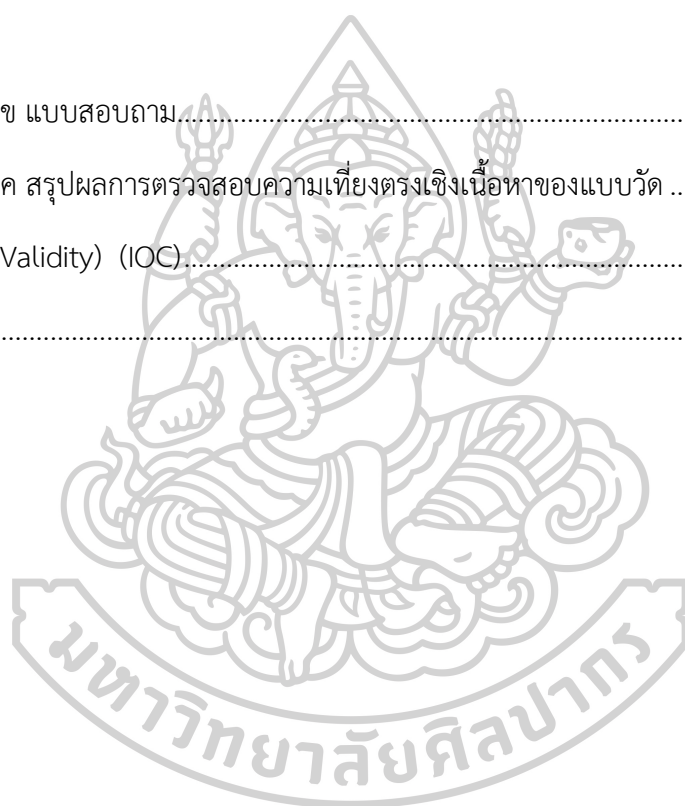 ข แบบสอบถาม........................................................................
ค สรุปผลการตรวจสอบความเที่ยงตรงเชิงเนื้อหาของแบบวัด ..
Validity) (IOC).......................................................................
.................................................................................................
มหาวิทยาลัยศิลปากร